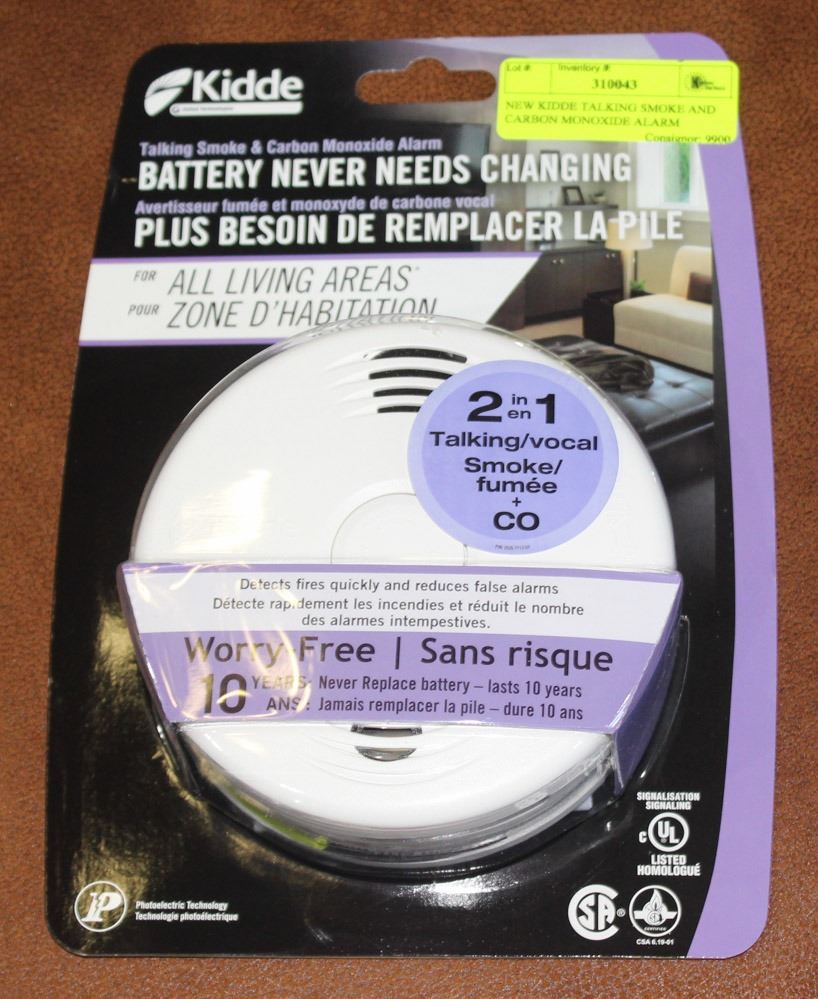 Kidde
United Technologies
Lot #:
Inventory #:
310043
NEW KIDDE TALKING SMOKE AND
CARBON MONOXIDE ALARM
Consignor: 9900
Talking Smoke & Carbon Monoxide Alarm
BATTERY NEVER NEEDS CHANGING
Avertisseur fumée et monoxyde de carbone vocal
PLUS BESOIN DE REMPLACER LA PILE
FOR ALL LIVING AREAS*
POUR ZONE D'HABITATION
2 in en 1
Talking/vocal
Smoke/
fumée
+
CO
Detects fires quickly and reduces false alarms
Détecte rapidement les incendies et réduit le nombre
des alarmes intempestives.
Worry-Free | Sans risque
10 YEARS: Never Replace battery – lasts 10 years
ANS: Jamais remplacer la pile – dure 10 ans
SIGNALISATION
SIGNALING
C UL
LISTED
HOMOLOGUÉ
P
Photoelectric Technology
Technologie photoélectrique
SA ®
CERTIFIED
CSA 6.19-01